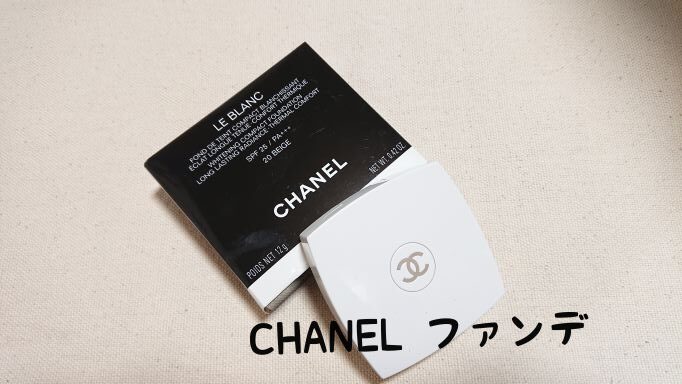 LE BLANC
FOND DE TEINT COMPACT BLANCHISSANT
ECLAT LONGUE TENUE CONFORT THERMIQUE
WHITENING COMPACT FOUNDATION
LONG LASTING RADIANCE THERMAL COMFORT
SPF 25 / PA+++
20 BEIGE
CHANEL
POIDS NET 12 g
NET WT. 0.42 OZ.
CHANEL ファンデ